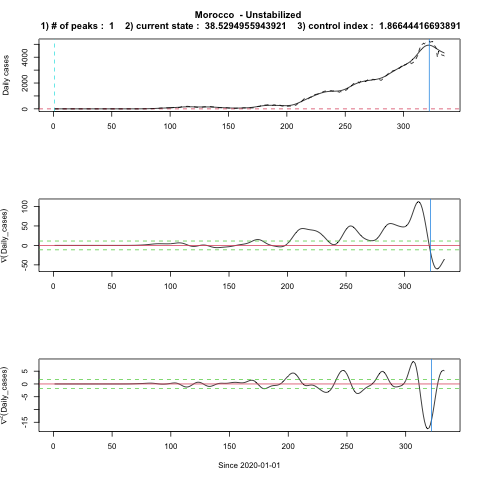 Morocco - Unstabilized
1) # of peaks : 1 2) current state : 38.5294955943921 3) control index : 1.86644416693891
Daily cases
0 2000 4000
0 50 100 150 200 250 300
∇(Daily_cases)
-50 0 50 100
0 50 100 150 200 250 300
∇²(Daily_cases)
-15 -5 0 5
0 50 100 150 200 250 300
Since 2020-01-01